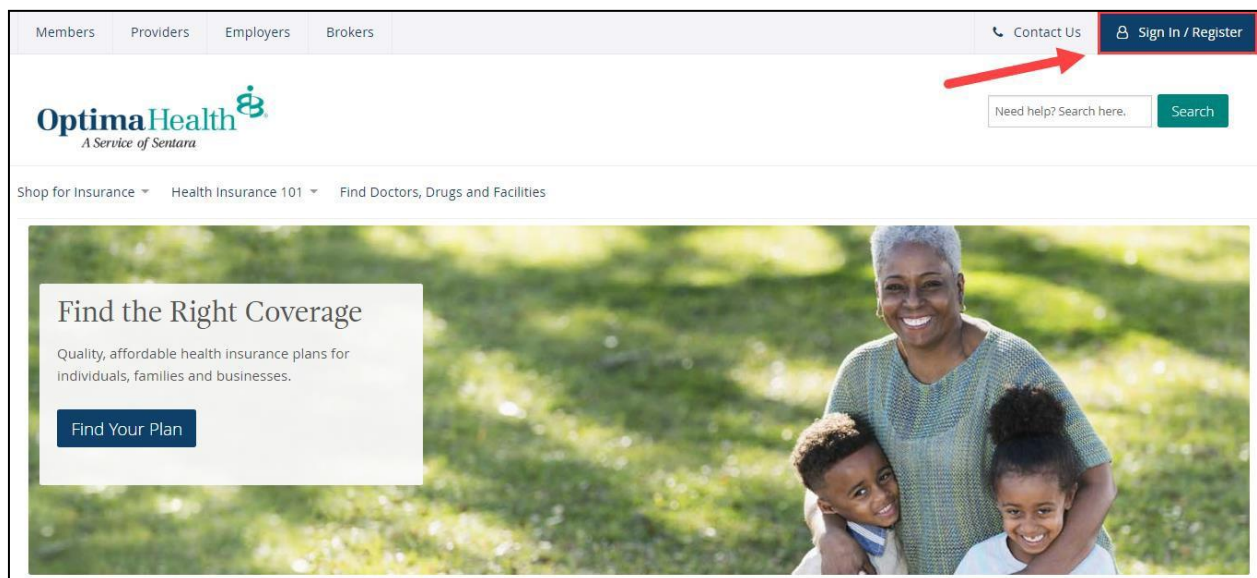 Members Providers Employers Brokers Contact Us Sign In / Register
OptimaHealth
A Service of Sentara
Need help? Search here. Search
Shop for Insurance Health Insurance 101 Find Doctors, Drugs and Facilities
Find the Right Coverage
Quality, affordable health insurance plans for
individuals, families and businesses.
Find Your Plan